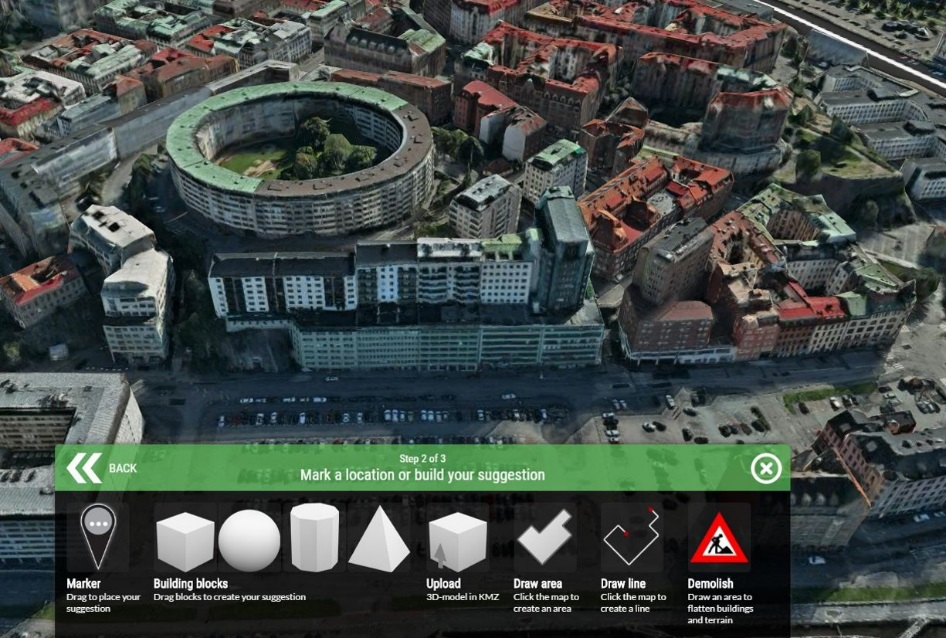 BACK
Step 2 of 3
Mark a location or build your suggestion
Marker
Drag to place your
suggestion
Building blocks
Drag blocks to create your suggestion
Upload
3D-model in KMZ
Draw area
Click the map to
create an area
Draw line
Click the map to
create a line
Demolish
Draw an area to
flatten buildings
and terrain